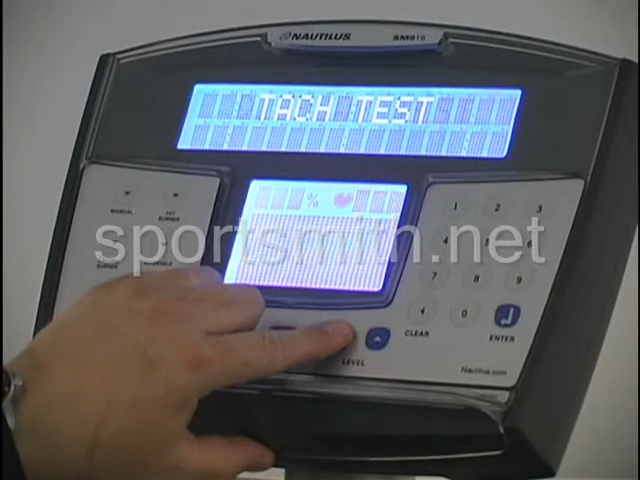 NAUTILUS SM916
TACH TEST
%
1 2 3
MANUAL FAT BURNER
sportsmith.net
4 5 6
7 8 9
0
CLEAR ENTER
LEVEL
Nautilus.com